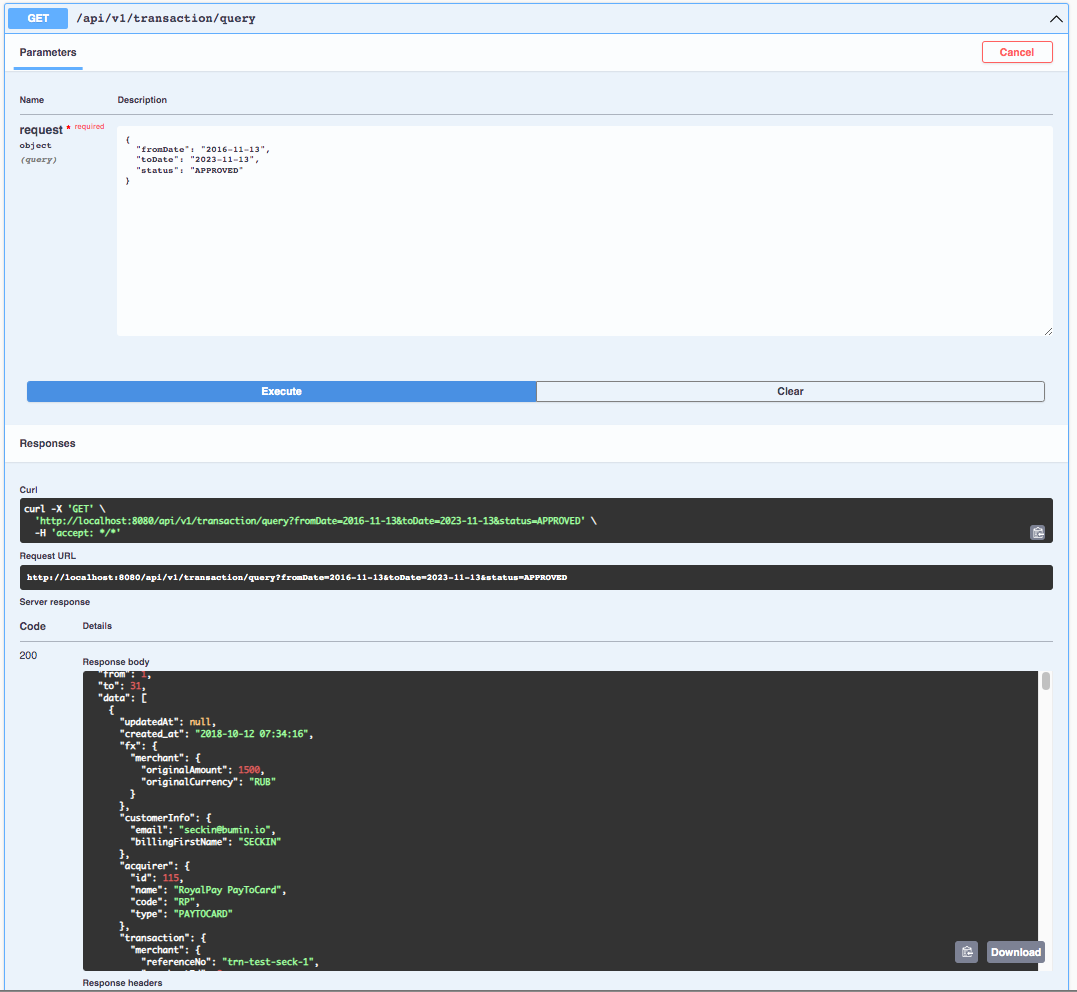 GET /api/v1/transaction/query
Parameters
Cancel
Name Description
request * required
object
(query)
{
"fromDate": "2016-11-13",
"toDate": "2023-11-13",
"status": "APPROVED"
}
Execute Clear
Responses
Curl
curl -X 'GET' \
'http://localhost:8080/api/v1/transaction/query?fromDate=2016-11-13&toDate=2023-11-13&status=APPROVED' \
-H 'accept: */*'
Request URL
http://localhost:8080/api/v1/transaction/query?fromDate=2016-11-13&toDate=2023-11-13&status=APPROVED
Server response
Code Details
200
Response body
"from": 1,
"to": 31,
"data": [
{
"updatedAt": null,
"created_at": "2018-10-12 07:34:16",
"fx": {
"merchant": {
"originalAmount": 1500,
"originalCurrency": "RUB"
}
},
"customerInfo": {
"email": "seckin@bumin.io",
"billingFirstName": "SECKIN"
},
"acquirer": {
"id": 115,
"name": "RoyalPay PayToCard",
"code": "RP",
"type": "PAYTOCARD"
},
"transaction": {
"merchant": {
"referenceNo": "trn-test-seck-1",
Download
Response headers